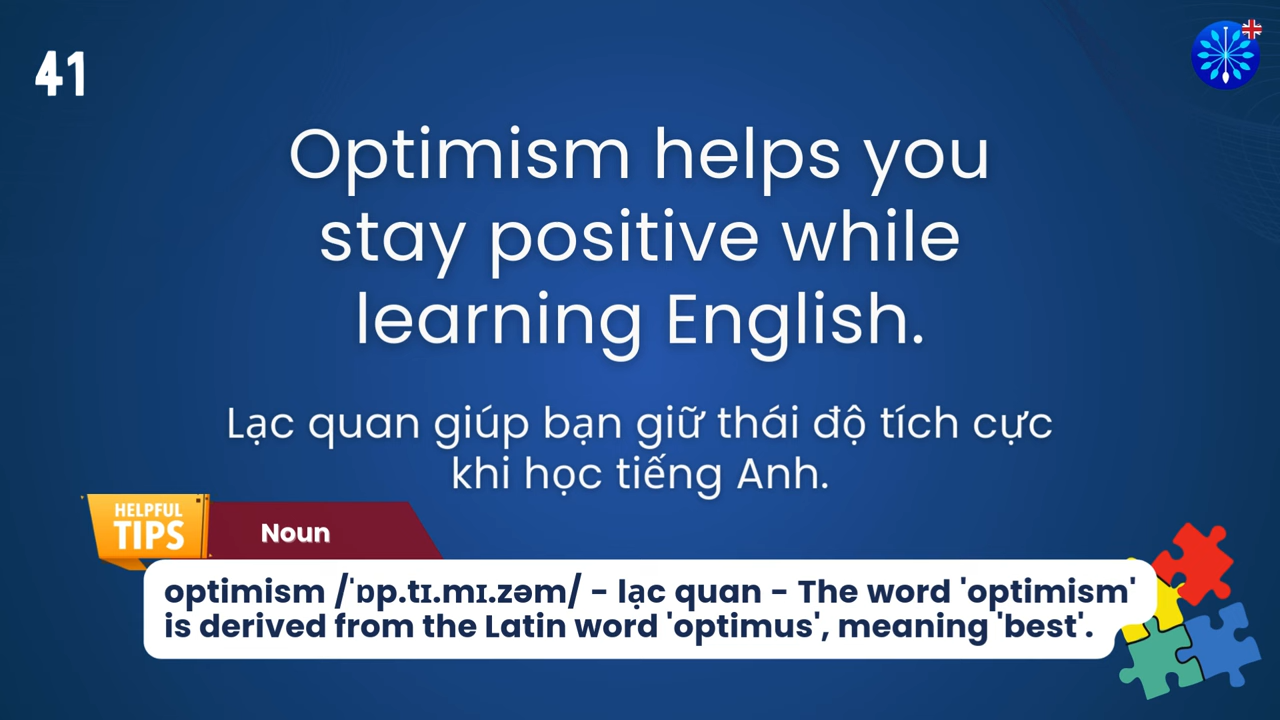 41
Optimism helps you
stay positive while
learning English.
Lạc quan giúp bạn giữ thái độ tích cực
khi học tiếng Anh.
HELPFUL
TIPS
Noun
optimism /ˈɒp.tɪ.mɪ.zəm/ - lạc quan - The word 'optimism'
is derived from the Latin word 'optimus', meaning 'best'.